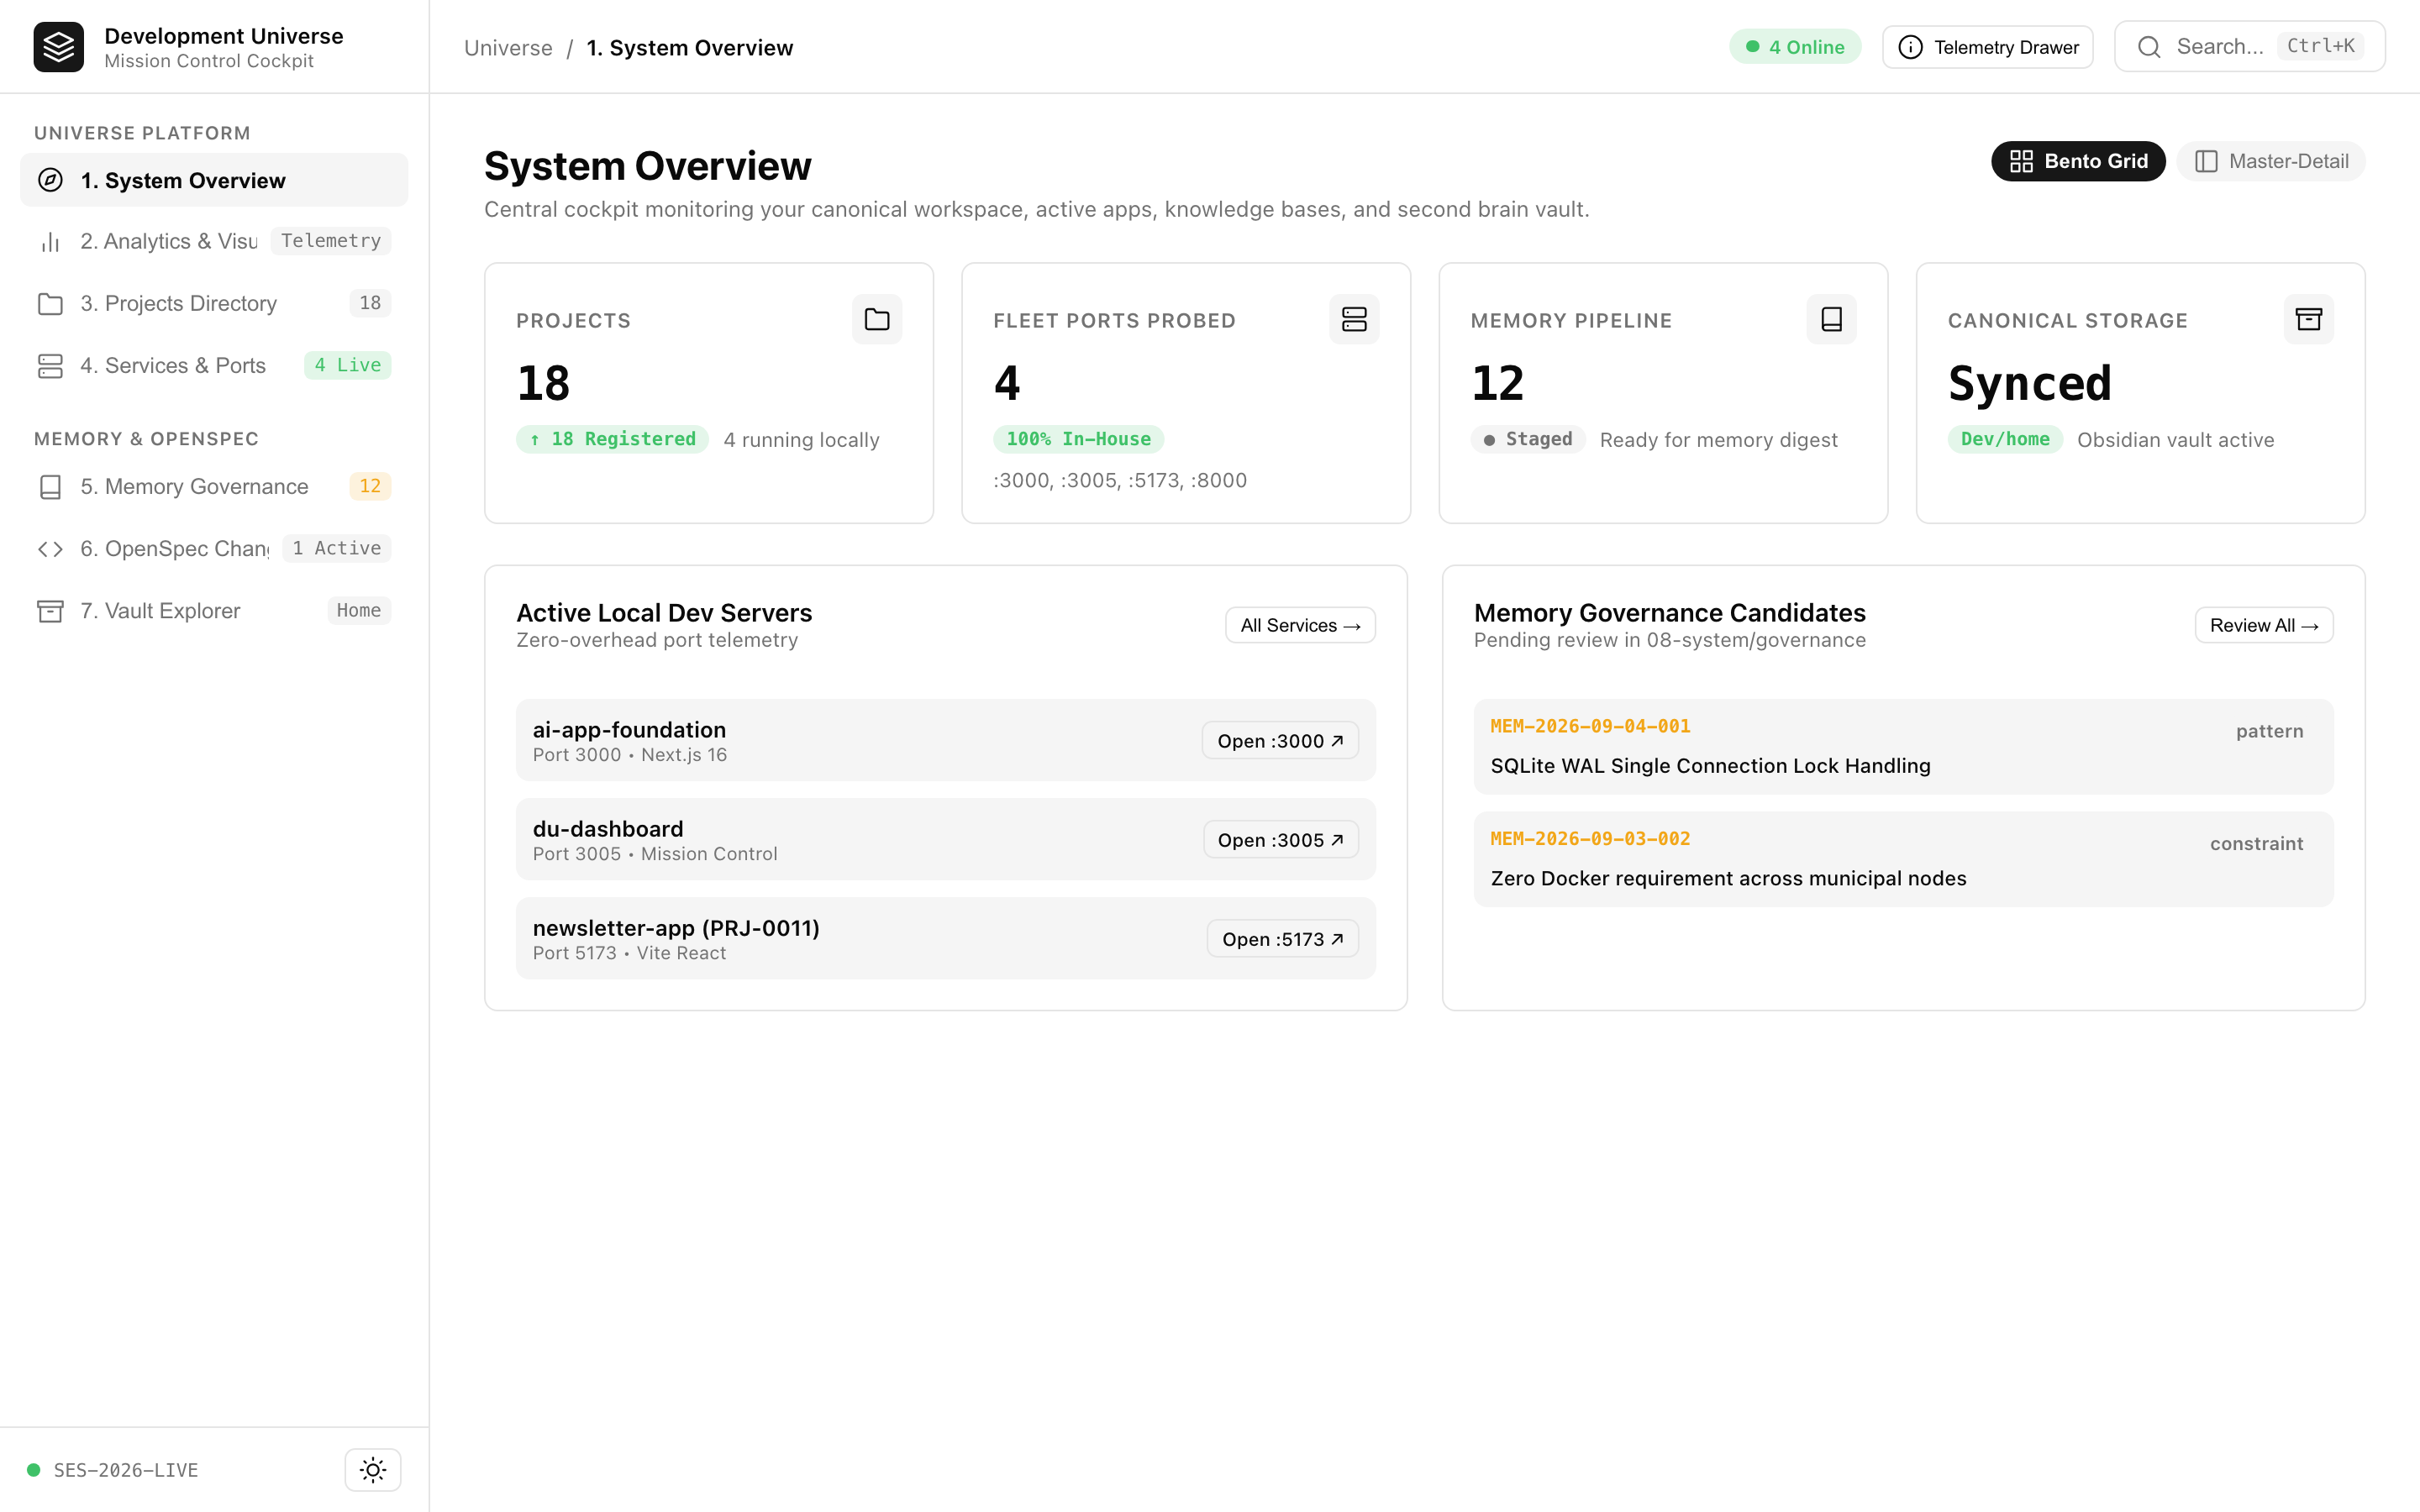 Development Universe
Mission Control Cockpit
Universe / 1. System Overview
4 Online
Telemetry Drawer
Search... Ctrl+K
UNIVERSE PLATFORM
1. System Overview
2. Analytics & Visu Telemetry
3. Projects Directory 18
4. Services & Ports 4 Live
MEMORY & OPENSPEC
5. Memory Governance 12
6. OpenSpec Chang 1 Active
7. Vault Explorer Home
SES-2026-LIVE
System Overview
Central cockpit monitoring your canonical workspace, active apps, knowledge bases, and second brain vault.
Bento Grid
Master-Detail
PROJECTS
18
↑ 18 Registered 4 running locally
FLEET PORTS PROBED
4
100% In-House
:3000, :3005, :5173, :8000
MEMORY PIPELINE
12
● Staged Ready for memory digest
CANONICAL STORAGE
Synced
Dev/home Obsidian vault active
Active Local Dev Servers
Zero-overhead port telemetry
All Services →
ai-app-foundation
Port 3000 • Next.js 16
Open :3000 ↗
du-dashboard
Port 3005 • Mission Control
Open :3005 ↗
newsletter-app (PRJ-0011)
Port 5173 • Vite React
Open :5173 ↗
Memory Governance Candidates
Pending review in 08-system/governance
Review All →
MEM-2026-09-04-001
pattern
SQLite WAL Single Connection Lock Handling
MEM-2026-09-03-002
constraint
Zero Docker requirement across municipal nodes